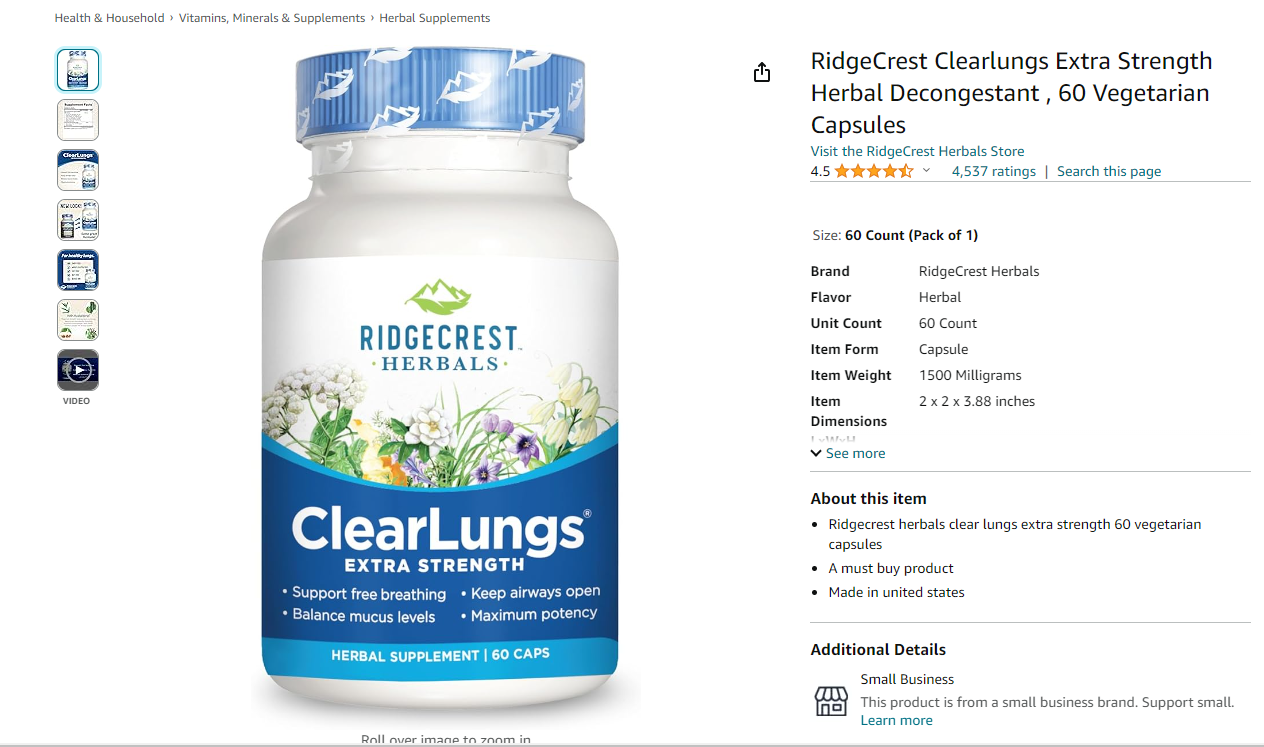 Health & Household › Vitamins, Minerals & Supplements › Herbal Supplements
VIDEO
RIDGECREST™
·HERBALS·
ClearLungs®
EXTRA STRENGTH
• Support free breathing • Keep airways open
• Balance mucus levels • Maximum potency
HERBAL SUPPLEMENT | 60 CAPS
Roll over image to zoom in
RidgeCrest Clearlungs Extra Strength
Herbal Decongestant , 60 Vegetarian
Capsules
Visit the RidgeCrest Herbals Store
4.5 4,537 ratings | Search this page
Size: 60 Count (Pack of 1)
Brand RidgeCrest Herbals
Flavor Herbal
Unit Count 60 Count
Item Form Capsule
Item Weight 1500 Milligrams
Item 2 x 2 x 3.88 inches
Dimensions
LxWxH
See more
About this item
• Ridgecrest herbals clear lungs extra strength 60 vegetarian
capsules
• A must buy product
• Made in united states
Additional Details
Small Business
This product is from a small business brand. Support small.
Learn more